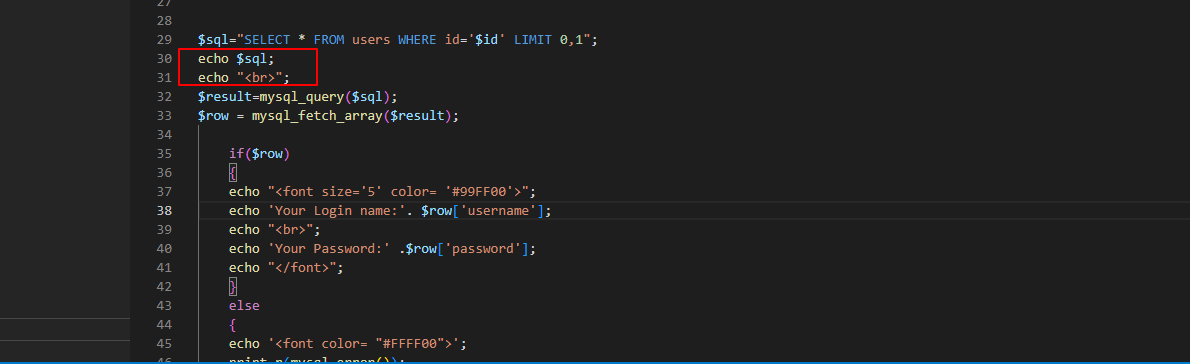 27
28
29 $sql="SELECT * FROM users WHERE id='$id' LIMIT 0,1";
30 echo $sql;
31 echo "<br>";
32 $result=mysql_query($sql);
33 $row = mysql_fetch_array($result);
34
35 if($row)
36 {
37 echo "<font size='5' color= '#99FF00'>";
38 echo 'Your Login name:'. $row['username'];
39 echo "<br>";
40 echo 'Your Password:' .$row['password'];
41 echo "</font>";
42 }
43 else
44 {
45 echo '<font color= "#FFFF00">';
46 print_r(mysql_error());